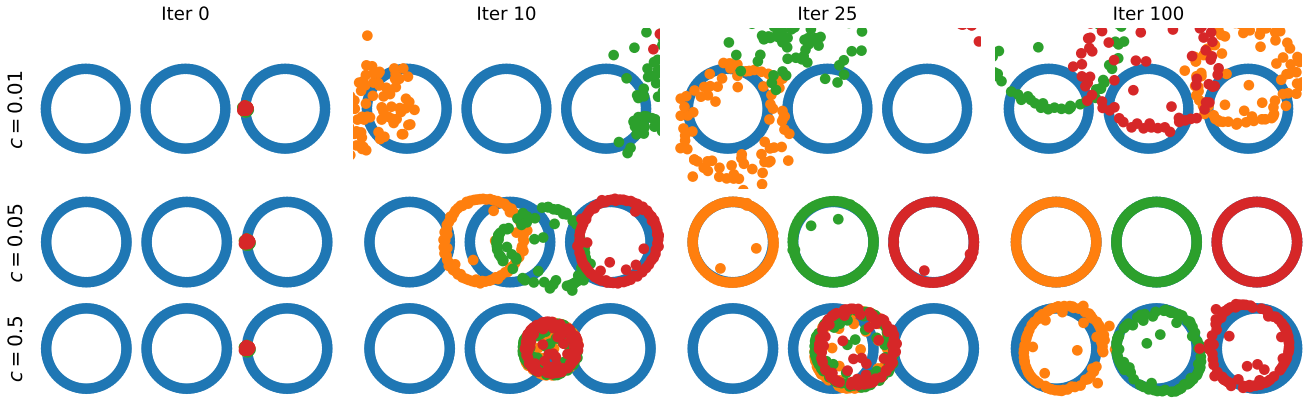 Iter 0 Iter 10 Iter 25 Iter 100
c = 0.01
c = 0.05
c = 0.5